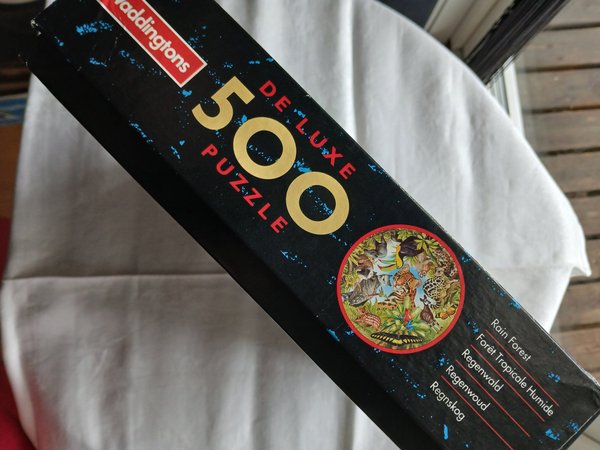 Waddingtons
DE LUXE
500
PUZZLE
Rain Forest
Forêt Tropicale Humide
Regenwald
Regenwoud
Regnskog